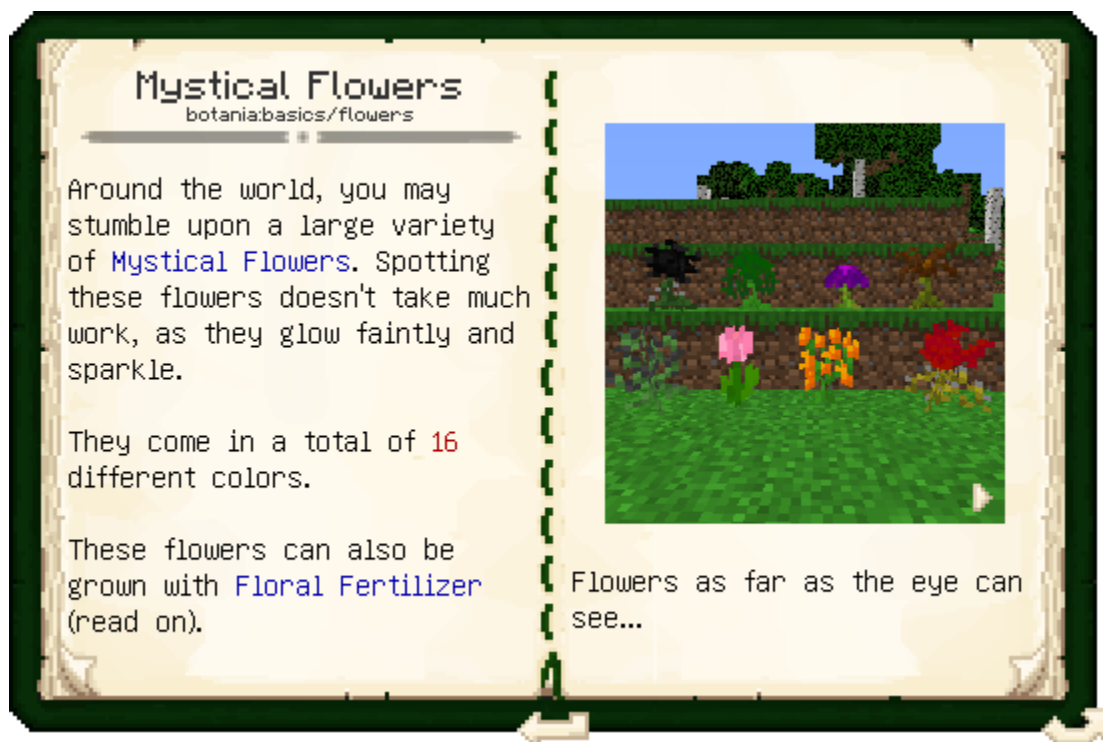 Mystical Flowers
botania:basics/flowers
Around the world, you may
stumble upon a large variety
of Mystical Flowers. Spotting
these flowers doesn't take much
work, as they glow faintly and
sparkle.
They come in a total of 16
different colors.
These flowers can also be
grown with Floral Fertilizer
(read on).
Flowers as far as the eye can
see...